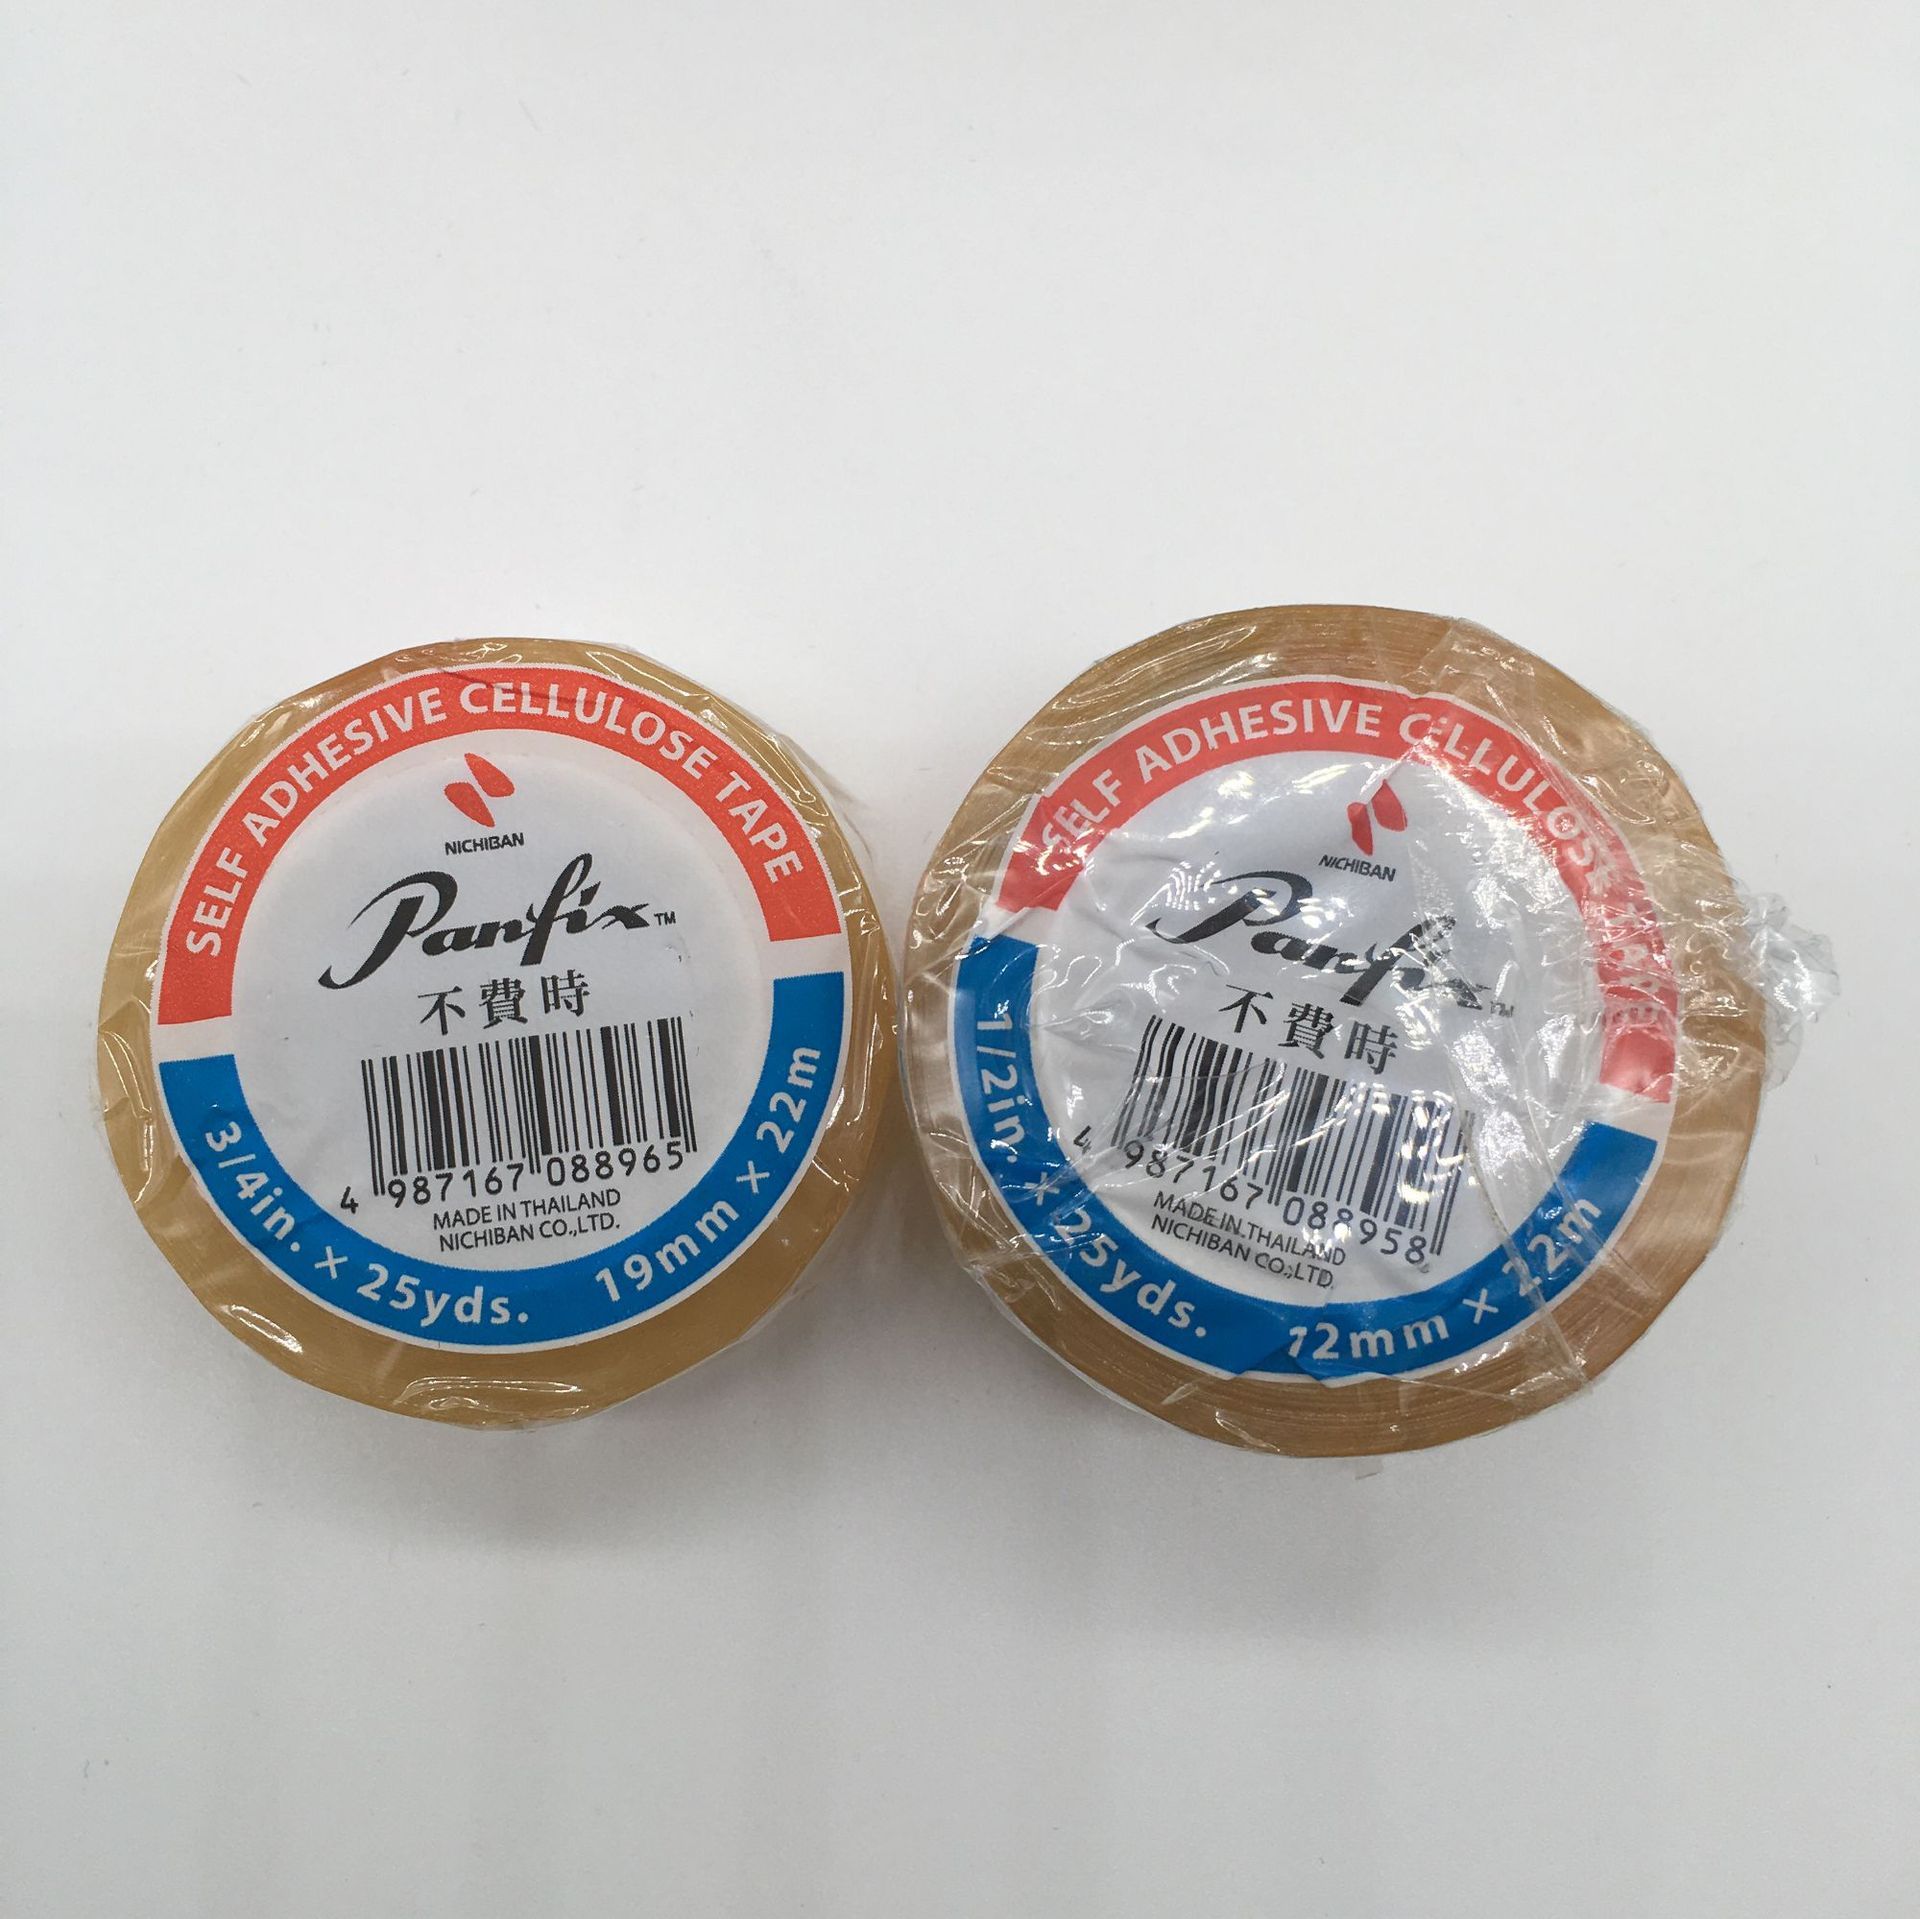 SELF ADHESIVE CELLULOSE TAPE
NICHIBAN
Panfix™
不費時
4 987167 088965
MADE IN THAILAND
NICHIBAN CO.,LTD.
3/4in. × 25yds. 19mm × 22m
SELF ADHESIVE CELLULOSE TAPE
NICHIBAN
Panfix™
不費時
4 987167 088958
MADE IN THAILAND
NICHIBAN CO.,LTD.
1/2in. × 25yds. 12mm × 22m